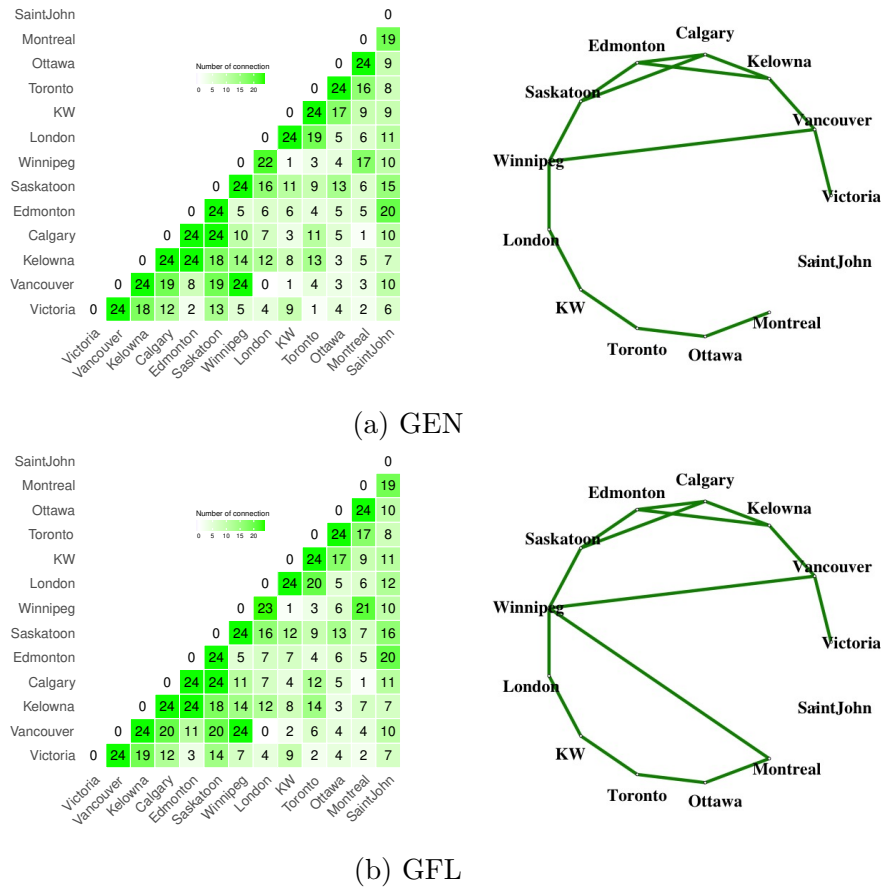 SaintJohn 0
Montreal 0 19
Ottawa 0 24 9
Toronto 0 24 16 8
KW 0 24 17 9 9
London 0 24 19 5 6 11
Winnipeg 0 22 1 3 4 17 10
Saskatoon 0 24 16 11 9 13 6 15
Edmonton 0 24 5 6 6 4 5 5 20
Calgary 0 24 24 10 7 3 11 5 1 10
Kelowna 0 24 24 18 14 12 8 13 3 5 7
Vancouver 0 24 19 8 19 24 0 1 4 3 3 10
Victoria 0 24 18 12 2 13 5 4 9 1 4 2 6
Victoria Vancouver Kelowna Calgary Edmonton Saskatoon Winnipeg London KW Toronto Ottawa Montreal SaintJohn
Number of connection
0 5 10 15 20
Calgary
Edmonton
Kelowna
Saskatoon
Vancouver
Winnipeg
Victoria
London
SaintJohn
KW
Montreal
Toronto
Ottawa
(a) GEN
SaintJohn 0
Montreal 0 19
Ottawa 0 24 10
Toronto 0 24 17 8
KW 0 24 17 9 11
London 0 24 20 5 6 12
Winnipeg 0 23 1 3 6 21 10
Saskatoon 0 24 16 12 9 13 7 16
Edmonton 0 24 5 7 7 4 6 5 20
Calgary 0 24 24 11 7 4 12 5 1 11
Kelowna 0 24 24 18 14 12 8 14 3 7 7
Vancouver 0 24 20 11 20 24 0 2 6 4 4 10
Victoria 0 24 19 12 3 14 7 4 9 2 4 2 7
Victoria Vancouver Kelowna Calgary Edmonton Saskatoon Winnipeg London KW Toronto Ottawa Montreal SaintJohn
Number of connection
0 5 10 15 20
Calgary
Edmonton
Kelowna
Saskatoon
Vancouver
Winnipeg
Victoria
London
SaintJohn
KW
Montreal
Toronto
Ottawa
(b) GFL